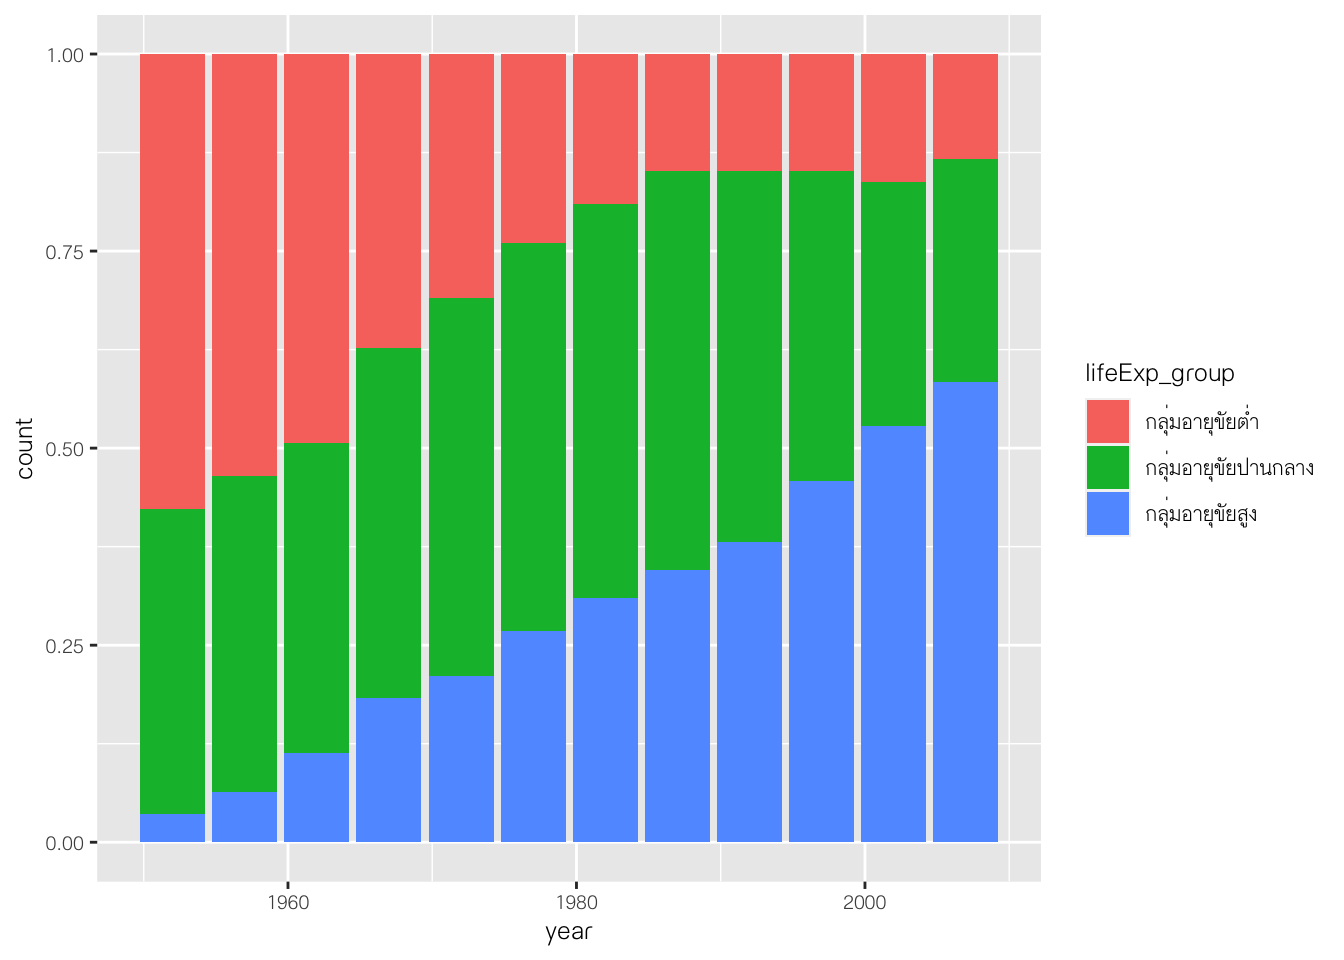 1.00
0.75
0.50
0.25
0.00
count
1960 1980 2000
year
lifeExp_group
กลุ่มอายุขัยต่ำ
กลุ่มอายุขัยปานกลาง
กลุ่มอายุขัยสูง